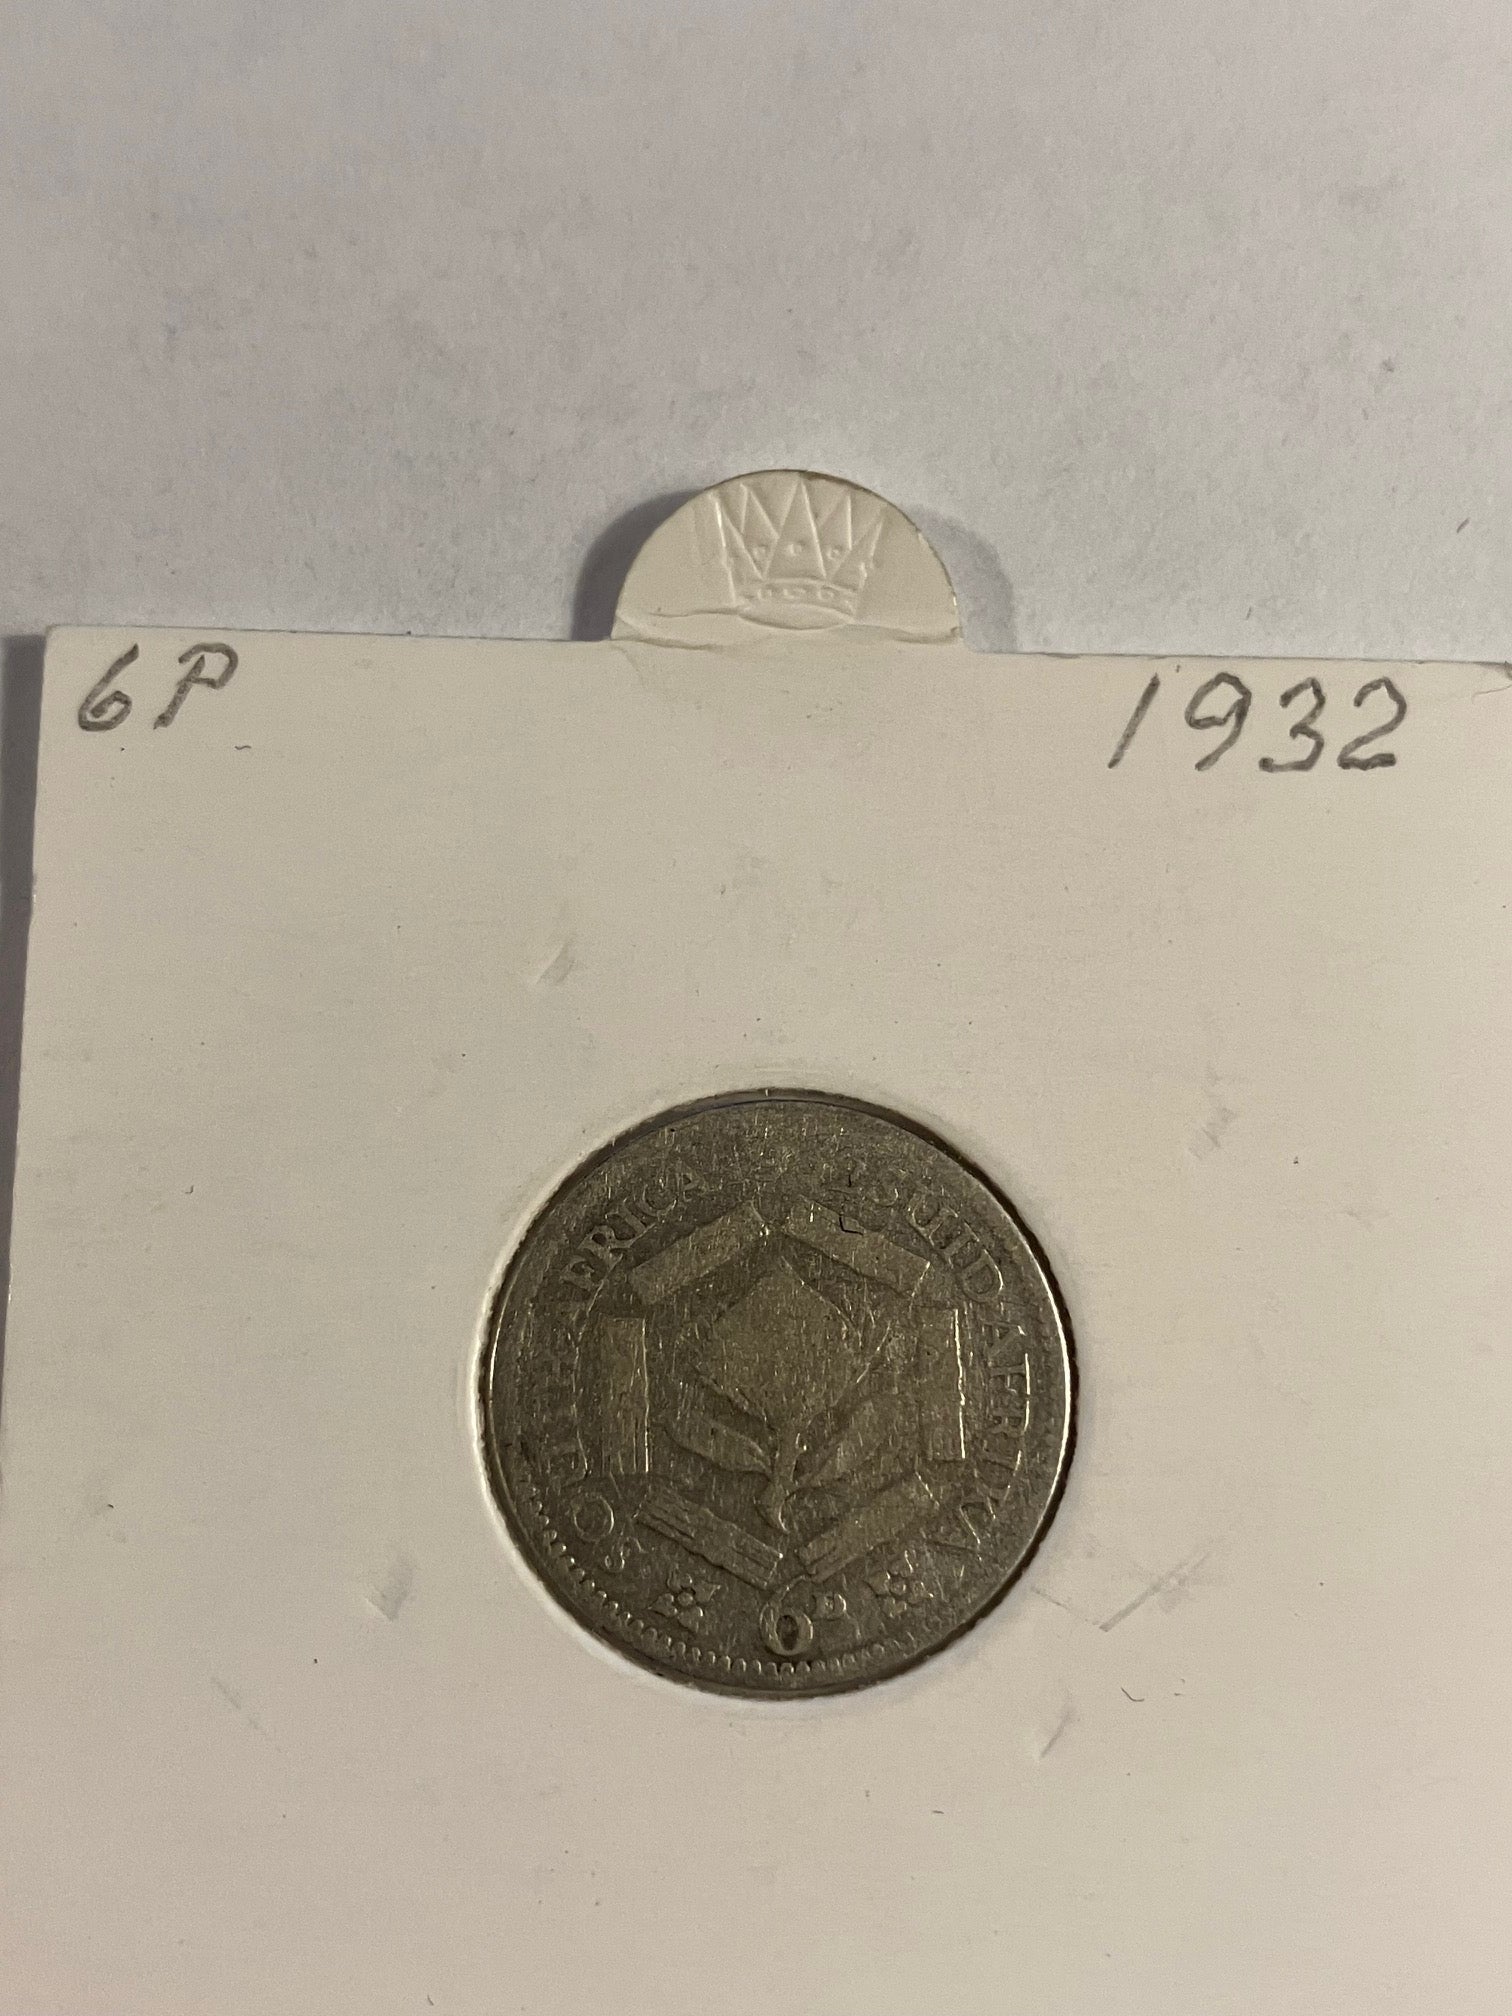 6P
1932
SOUTH AFRICA
SUID AFRIKA
6D